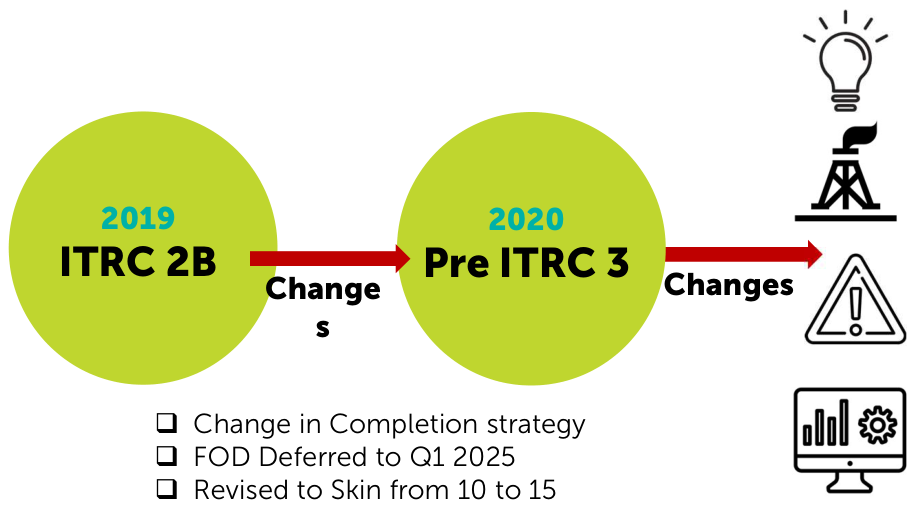 2019
ITRC 2B
Change
s
2020
Pre ITRC 3
Changes
❑ Change in Completion strategy
❑ FOD Deferred to Q1 2025
❑ Revised to Skin from 10 to 15